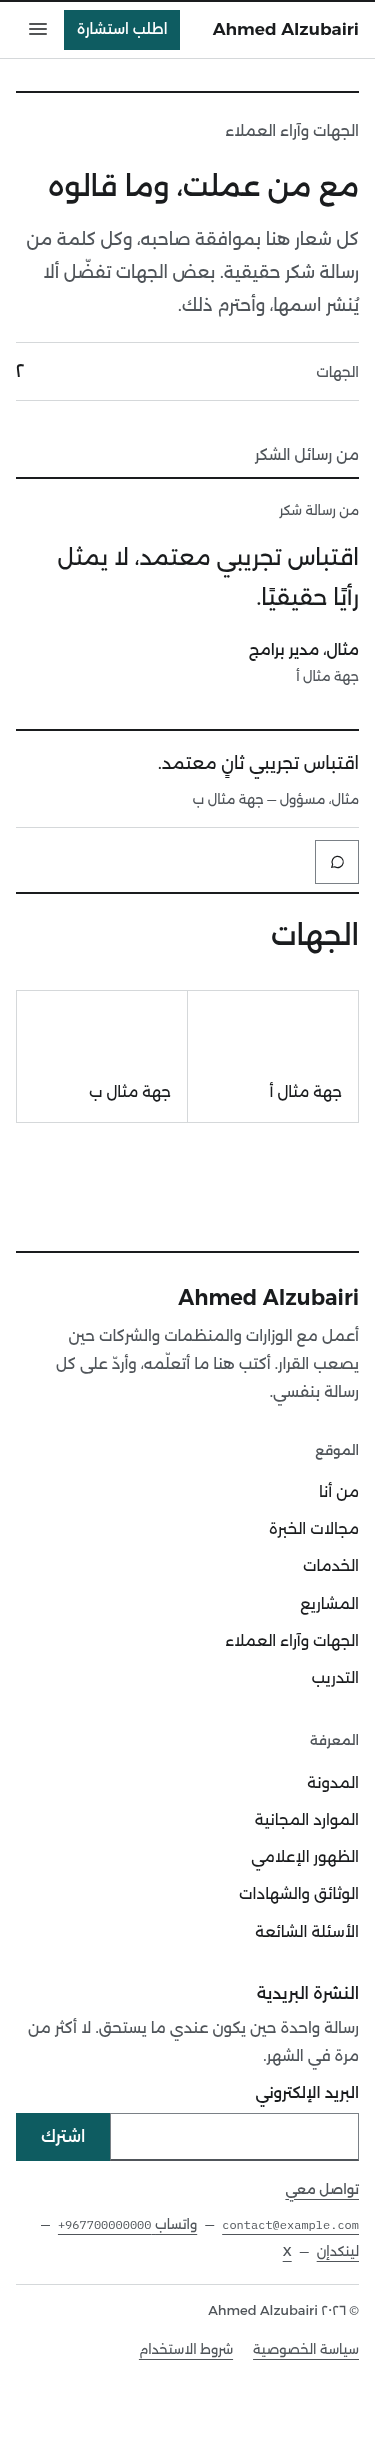 Ahmed Alzubairi
اطلب استشارة
الجهات وآراء العملاء
مع من عملت، وما قالوه
كل شعار هنا بموافقة صاحبه، وكل كلمة من
رسالة شكر حقيقية. بعض الجهات تفضّل ألا
يُنشر اسمها، وأحترم ذلك.
الجهات
٢
من رسائل الشكر
من رسالة شكر
اقتباس تجريبي معتمد، لا يمثل
رأيًا حقيقيًا.
مثال، مدير برامج
جهة مثال أ
اقتباس تجريبي ثانٍ معتمد.
مثال، مسؤول — جهة مثال ب
الجهات
جهة مثال أ
جهة مثال ب
Ahmed Alzubairi
أعمل مع الوزارات والمنظمات والشركات حين
يصعب القرار. أكتب هنا ما أتعلّمه، وأردّ على كل
رسالة بنفسي.
الموقع
من أنا
مجالات الخبرة
الخدمات
المشاريع
الجهات وآراء العملاء
التدريب
المعرفة
المدونة
الموارد المجانية
الظهور الإعلامي
الوثائق والشهادات
الأسئلة الشائعة
النشرة البريدية
رسالة واحدة حين يكون عندي ما يستحق. لا أكثر من
مرة في الشهر.
البريد الإلكتروني
اشترك
تواصل معي
contact@example.com — واتساب +967700000000 —
لينكدإن — X
© ٢٠٢٦ Ahmed Alzubairi
سياسة الخصوصية
شروط الاستخدام